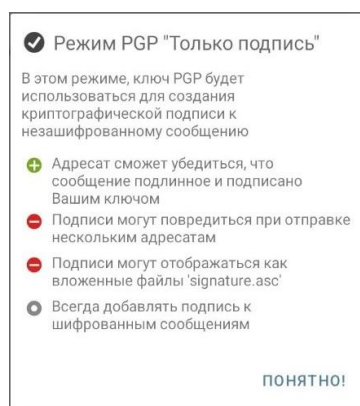 Режим PGP "Только подпись"
В этом режиме, ключ PGP будет
использоваться для создания
криптографической подписи к
незашифрованному сообщению
Адресат сможет убедиться, что
сообщение подлинное и подписано
Вашим ключом
Подписи могут повредиться при отправке
нескольким адресатам
Подписи могут отображаться как
вложенные файлы 'signature.asc'
Всегда добавлять подпись к
шифрованным сообщениям
ПОНЯТНО!